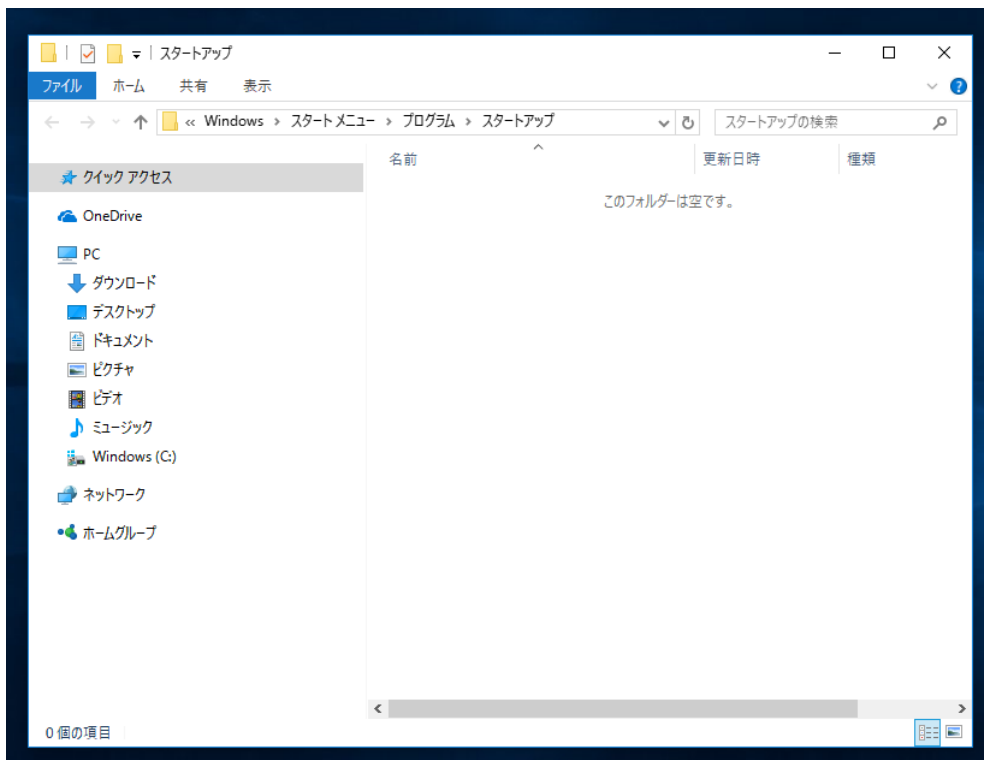 スタートアップ
ファイル ホーム 共有 表示
« Windows › スタート メニュー › プログラム › スタートアップ
スタートアップの検索
名前 更新日時 種類
このフォルダーは空です。
クイック アクセス
OneDrive
PC
ダウンロード
デスクトップ
ドキュメント
ピクチャ
ビデオ
ミュージック
Windows (C:)
ネットワーク
ホームグループ
0 個の項目